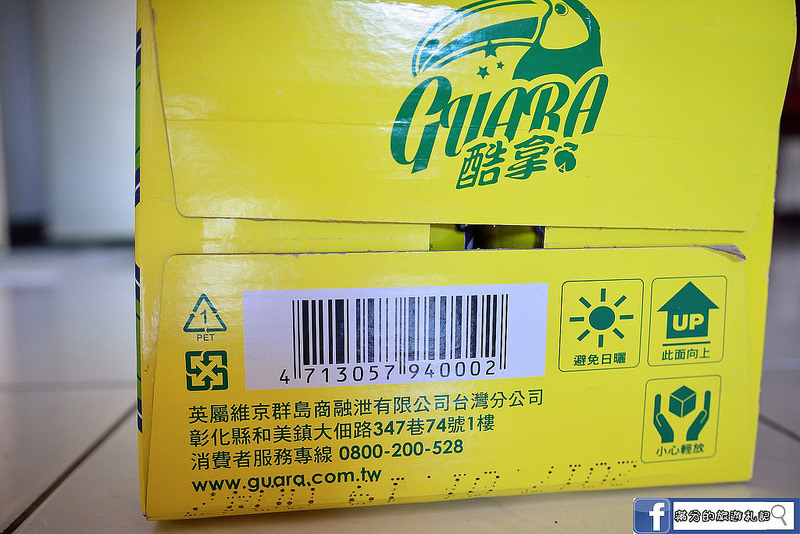 GUARA
酷拿
1
PET
4 713057 940002
避免日曬
UP
此面向上
小心輕放
英屬維京群島商融泄有限公司台灣分公司
彰化縣和美鎮大佃路347巷74號1樓
消費者服務專線 0800-200-528
www.guara.com.tw
f 滿分的旅遊札記